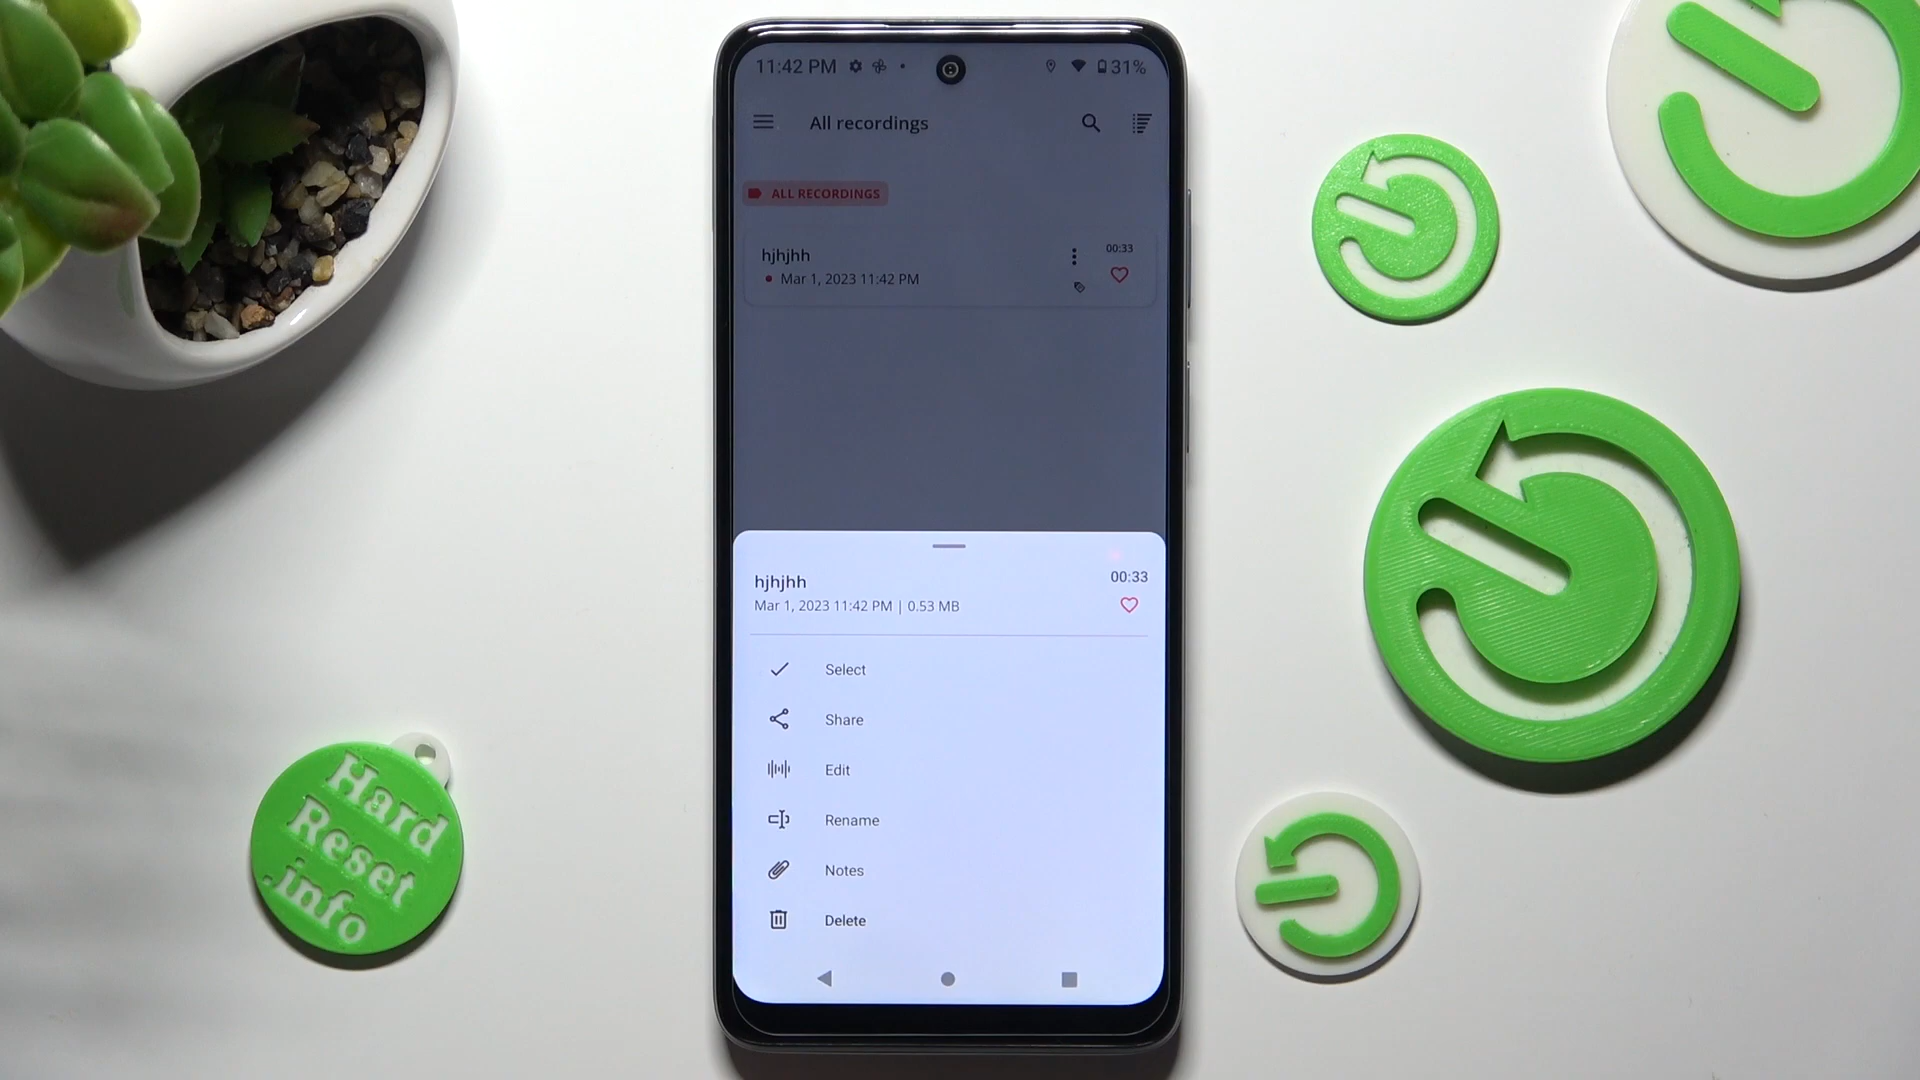 11:42 PM
31%
All recordings
ALL RECORDINGS
hjhjhh
00:33
Mar 1, 2023 11:42 PM
hjhjhh
00:33
Mar 1, 2023 11:42 PM | 0.53 MB
Select
Share
Edit
Rename
Notes
Delete
Hard
Reset
.info